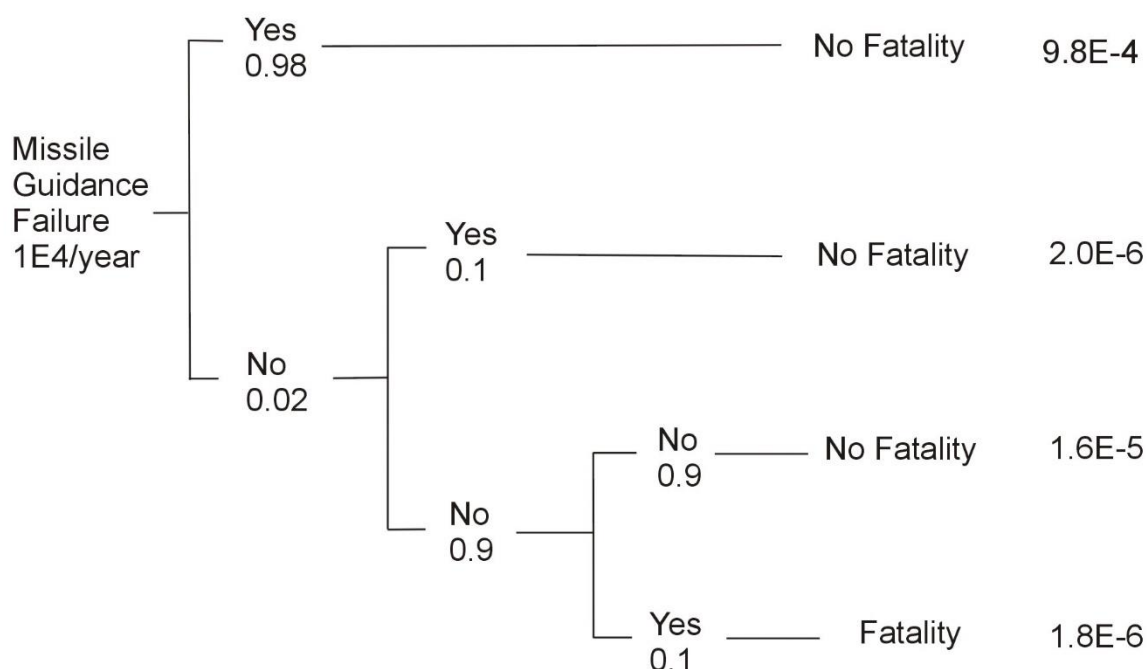 Yes
0.98
No Fatality
9.8E-4
Missile
Guidance
Failure
1E4/year
Yes
0.1
No Fatality
2.0E-6
No
0.02
No
0.9
No Fatality
1.6E-5
No
0.9
Yes
0.1
Fatality
1.8E-6